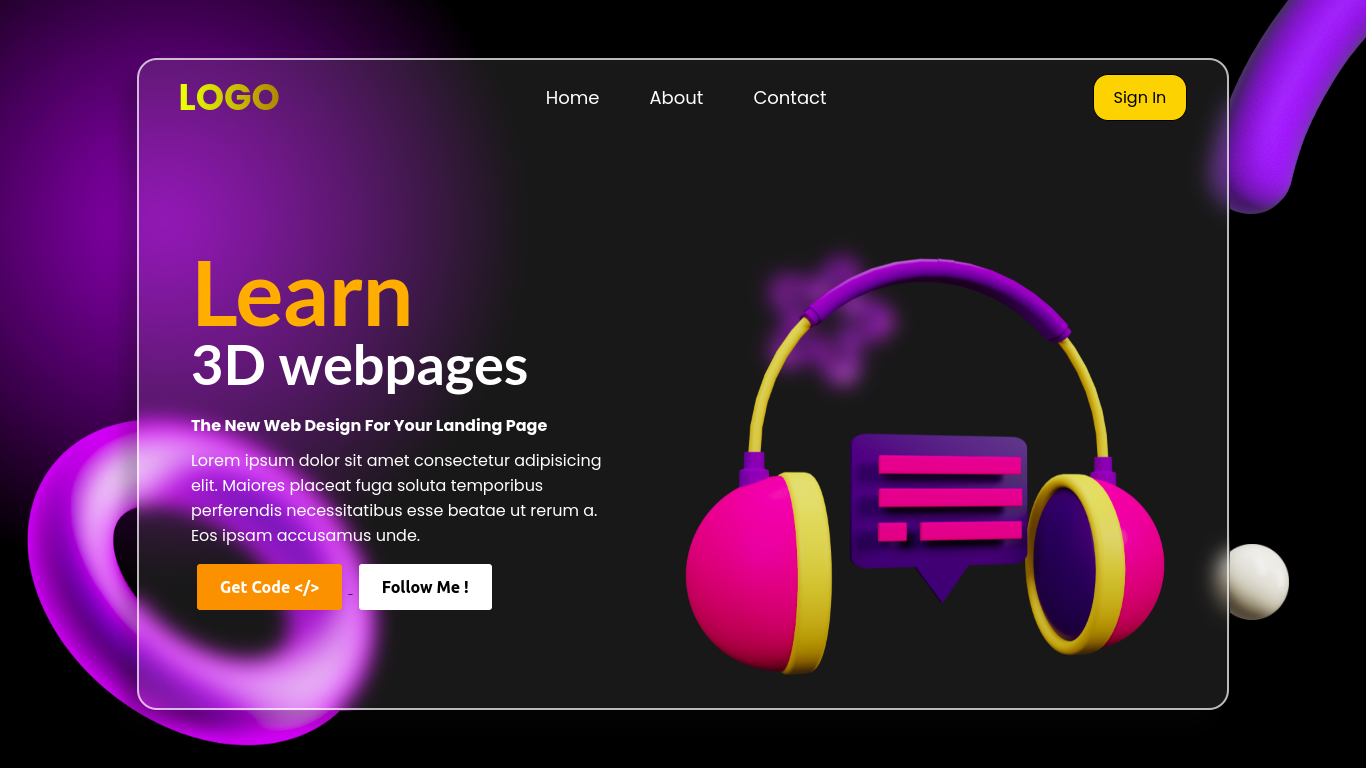 LOGO
Home
About
Contact
Sign In
Learn
3D webpages
The New Web Design For Your Landing Page
Lorem ipsum dolor sit amet consectetur adipisicing
elit. Maiores placeat fuga soluta temporibus
perferendis necessitatibus esse beatae ut rerum a.
Eos ipsam accusamus unde.
Get Code </>
Follow Me !